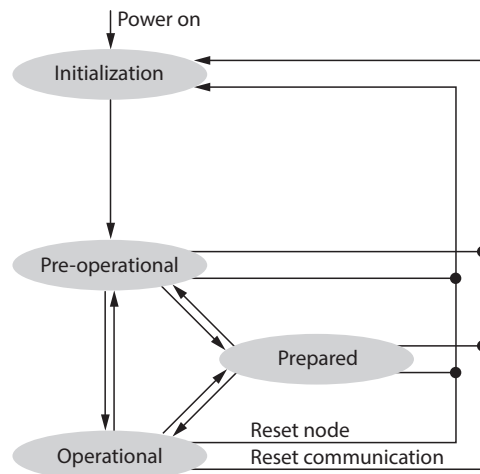 Power on
Initialization
Pre-operational
Prepared
Reset node
Operational
Reset communication